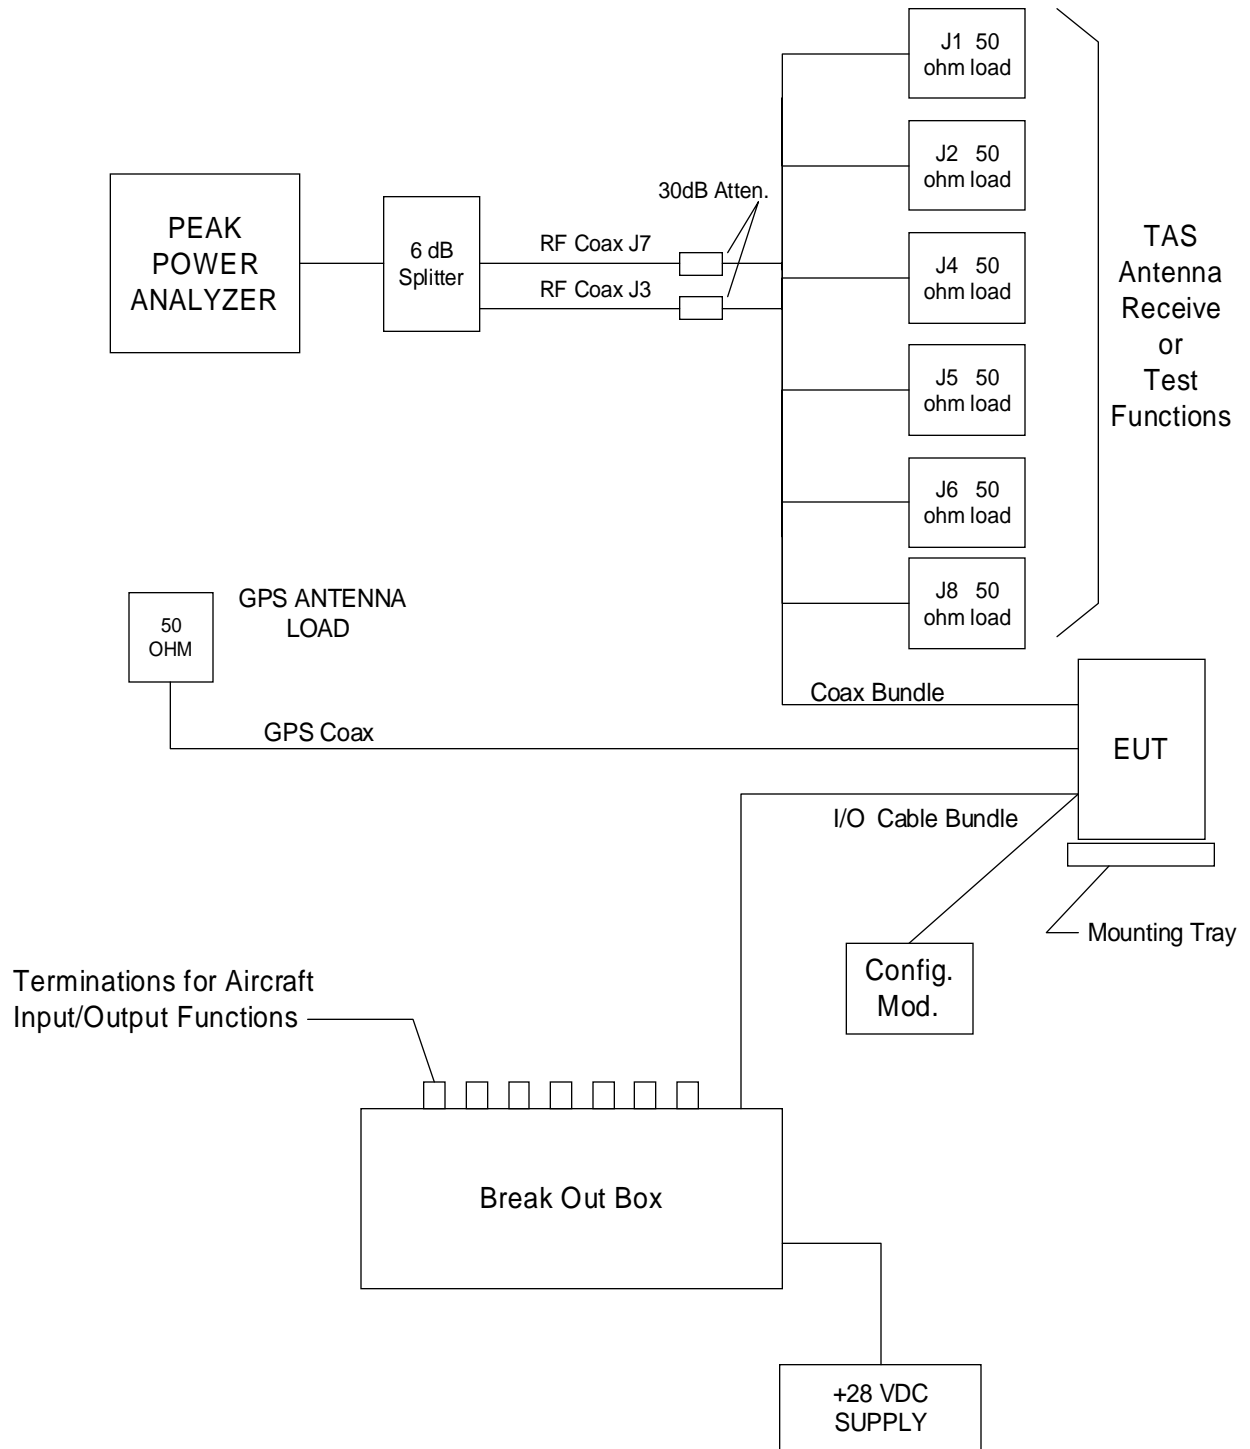 J1 50
ohm load
J2 50
ohm load
30dB Atten.
PEAK
POWER
ANALYZER
6 dB
Splitter
RF Coax J7
RF Coax J3
J4 50
ohm load
TAS
Antenna
Receive
or
Test
Functions
J5 50
ohm load
J6 50
ohm load
J8 50
ohm load
50
OHM
GPS ANTENNA
LOAD
Coax Bundle
GPS Coax
EUT
I/O Cable Bundle
Mounting Tray
Config.
Mod.
Terminations for Aircraft
Input/Output Functions
Break Out Box
+28 VDC
SUPPLY